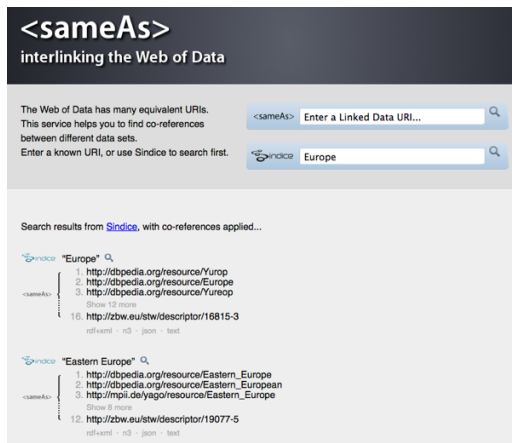 <sameAs>
interlinking the Web of Data
The Web of Data has many equivalent URIs.
This service helps you to find co-references
between different data sets.
Enter a known URI, or use Sindice to search first.
<sameAs> Enter a Linked Data URI...
Sindice Europe
Search results from Sindice, with co-references applied...
Sindice "Europe"
<sameAs>
1. http://dbpedia.org/resource/Yurop
2. http://dbpedia.org/resource/Europe
3. http://dbpedia.org/resource/Yureop
Show 12 more
16. http://zbw.eu/stw/descriptor/16815-3
rdf+xml - n3 - json - text
Sindice "Eastern Europe"
<sameAs>
1. http://dbpedia.org/resource/Eastern_Europe
2. http://dbpedia.org/resource/Eastern_European
3. http://mpii.de/yago/resource/Eastern_Europe
Show 8 more
12. http://zbw.eu/stw/descriptor/19077-5
rdf+xml - n3 - json - text